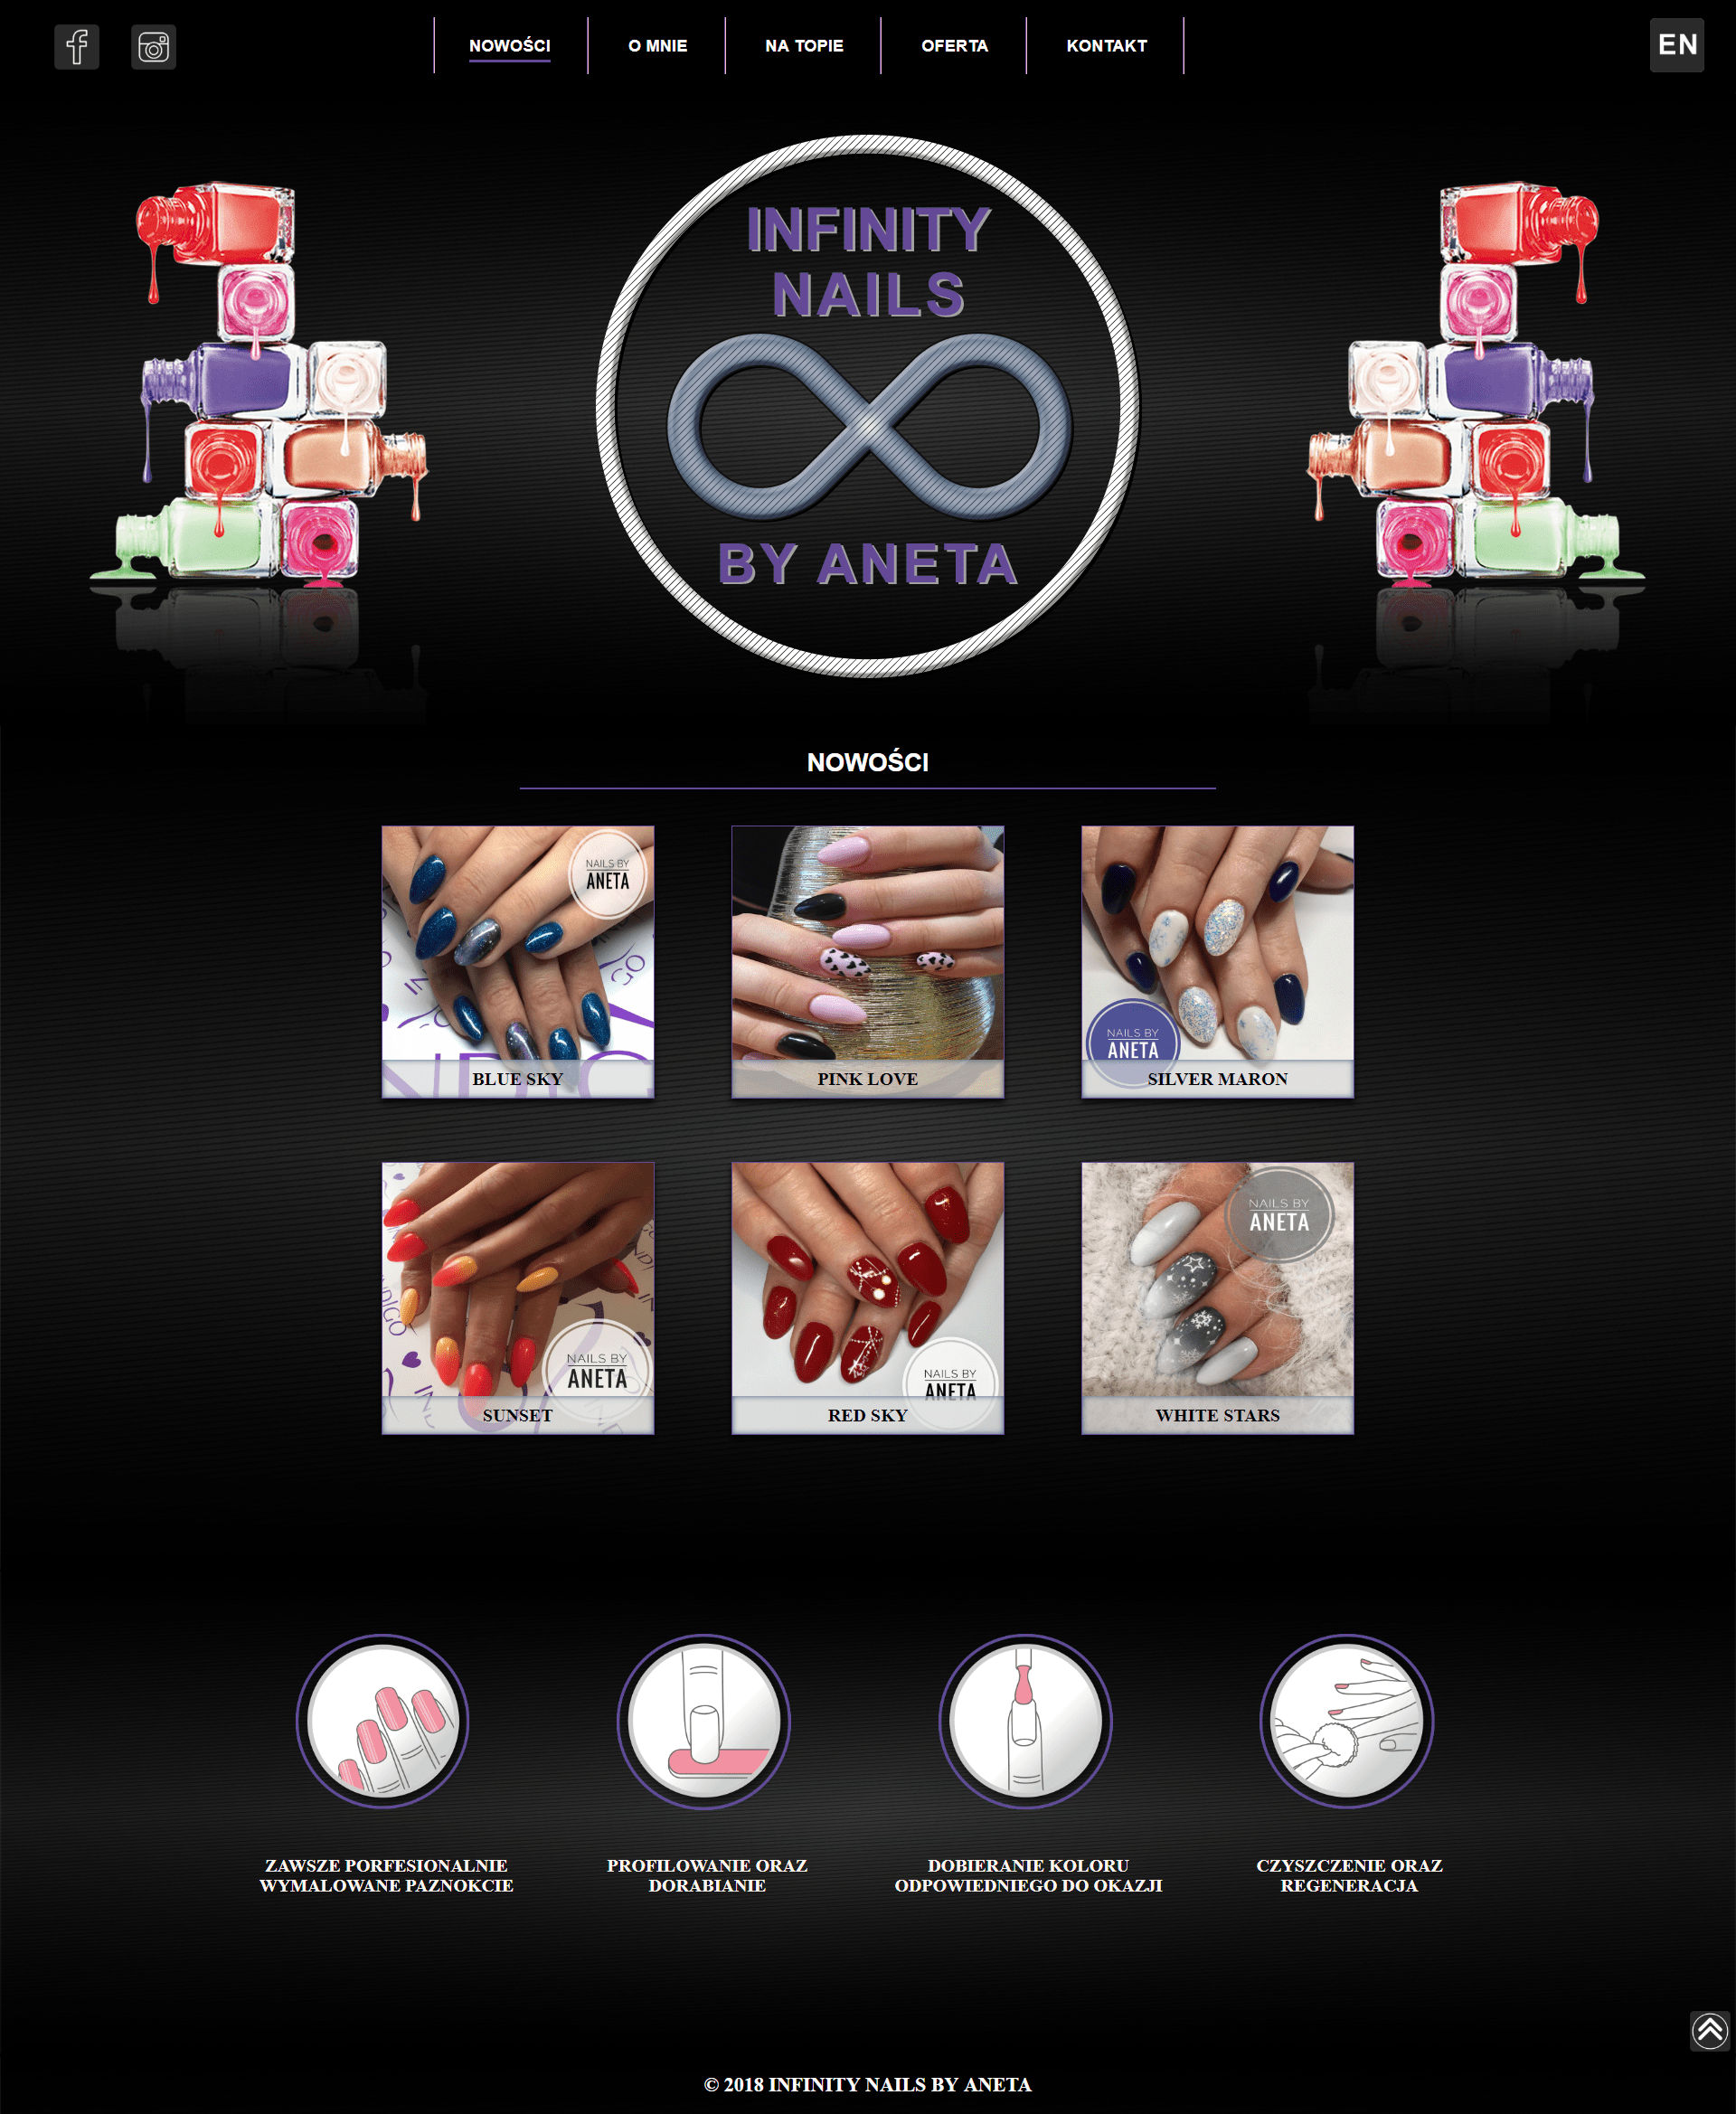 NOWOŚCI
O MNIE
NA TOPIE
OFERTA
KONTAKT
EN
INFINITY
NAILS
BY ANETA
NOWOŚCI
NAILS BY
ANETA
BLUE SKY
PINK LOVE
NAILS BY
ANETA
SILVER MARON
INDIGO
NAILS BY
ANETA
SUNSET
NAILS BY
ANETA
RED SKY
NAILS BY
ANETA
WHITE STARS
ZAWSZE PORFESIONALNIE
WYMALOWANE PAZNOKCIE
PROFILOWANIE ORAZ
DORABIANIE
DOBIERANIE KOLORU
ODPOWIEDNIEGO DO OKAZJI
CZYSZCZENIE ORAZ
REGENERACJA
© 2018 INFINITY NAILS BY ANETA